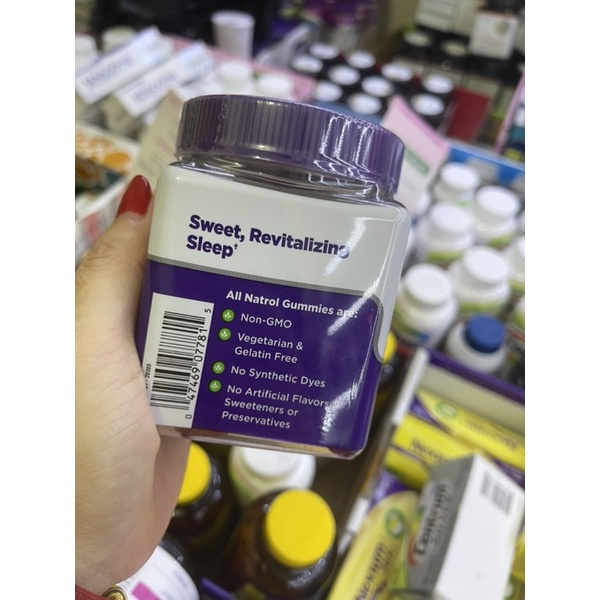 Sweet, Revitalizing
Sleep†
All Natrol Gummies are:
Non-GMO
Vegetarian &
Gelatin Free
No Synthetic Dyes
No Artificial Flavors,
Sweeteners or
Preservatives
0 47469 07781 5
Centrum